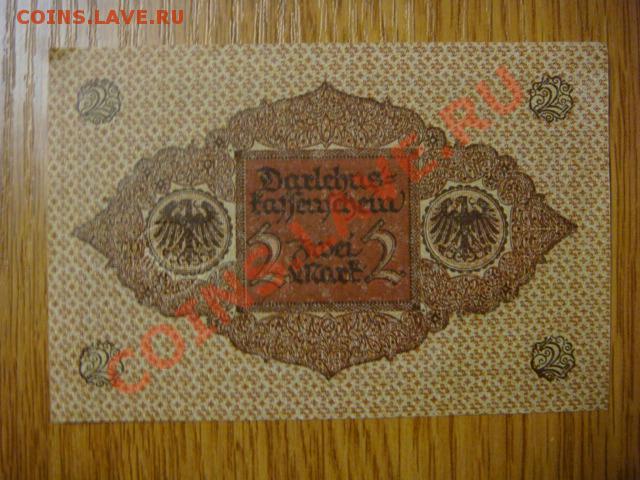 COINS.LAVE.RU
2 2
Darlehns-
kassenschein
2 Zwei 2
Mark
2 2
COINS.LAVE.RU